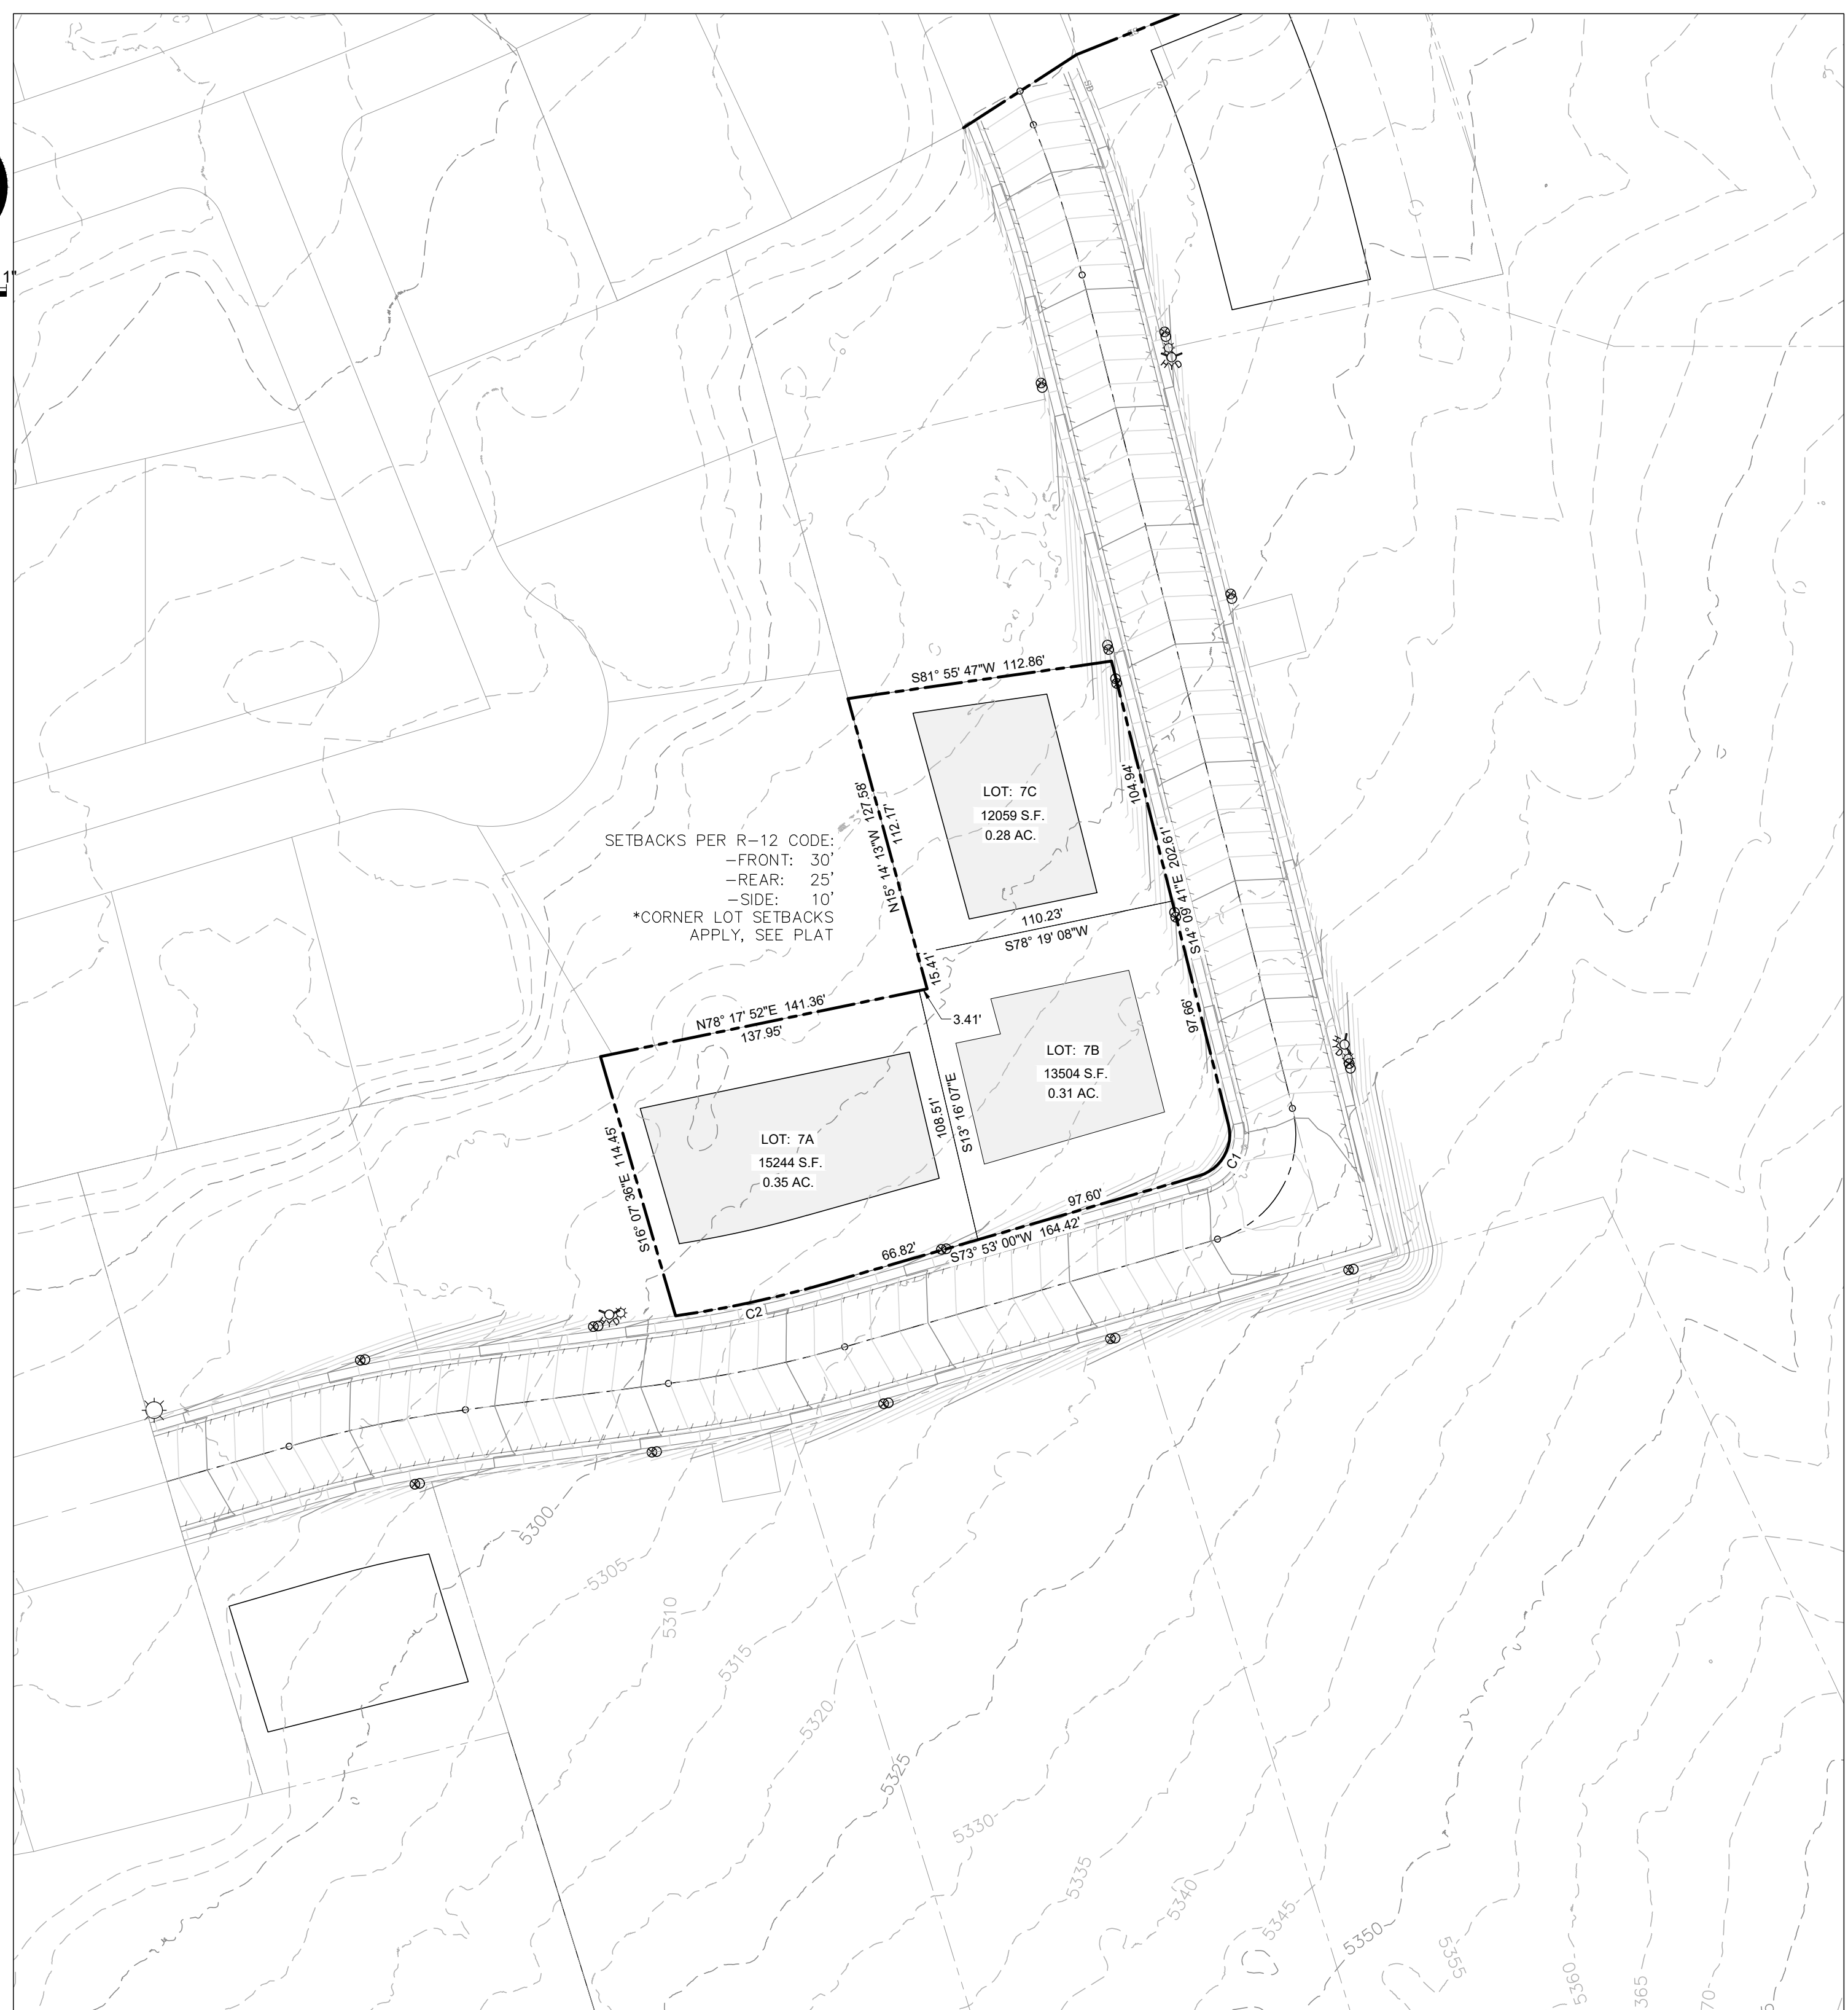 1"
SD
SD
S81° 55' 47"W 112.86'
LOT: 7C
12059 S.F.
0.28 AC.
104.94'
N15° 14' 13"W 127.58'
112.17'
S14° 09' 41"E 202.61'
SETBACKS PER R-12 CODE:
-FRONT: 30'
-REAR: 25'
-SIDE: 10'
*CORNER LOT SETBACKS
APPLY, SEE PLAT
110.23'
S78° 19' 08"W
15.41'
N78° 17' 52"E 141.36'
137.95'
3.41'
97.66'
LOT: 7B
13504 S.F.
0.31 AC.
S13° 16' 07"E
108.51'
LOT: 7A
15244 S.F.
0.35 AC.
S16° 07' 36"E 114.45'
C1
97.60'
S73° 53' 00"W 164.42'
66.82'
C2
5300
5305
5310
5315
5320
5325
5330
5335
5340
5345
5350
5355
5360
365
70